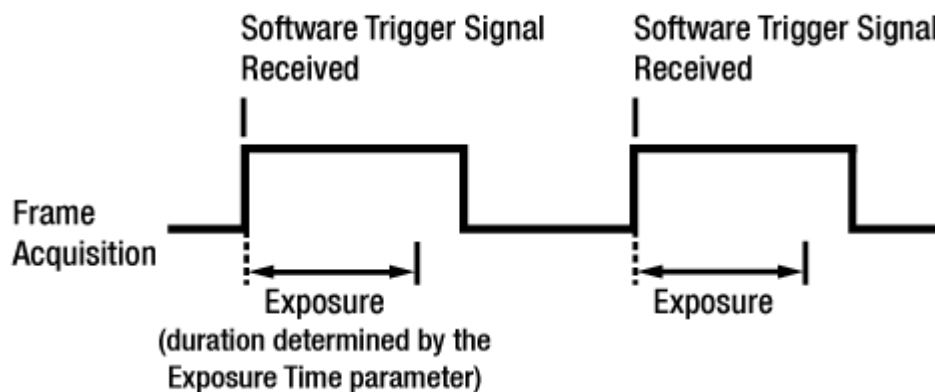 Software Trigger Signal
Received
Software Trigger Signal
Received
Frame
Acquisition
Exposure
(duration determined by the
Exposure Time parameter)
Exposure